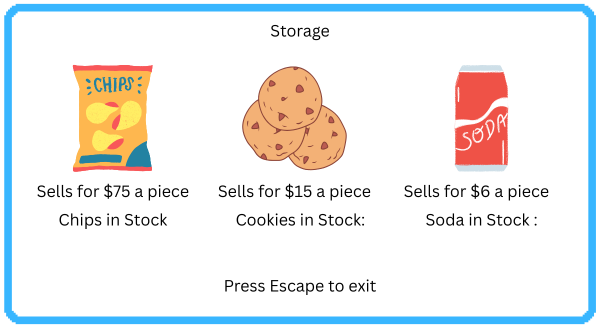 Storage
CHIPS
SODA
Sells for $75 a piece
Sells for $15 a piece
Sells for $6 a piece
Chips in Stock
Cookies in Stock:
Soda in Stock :
Press Escape to exit